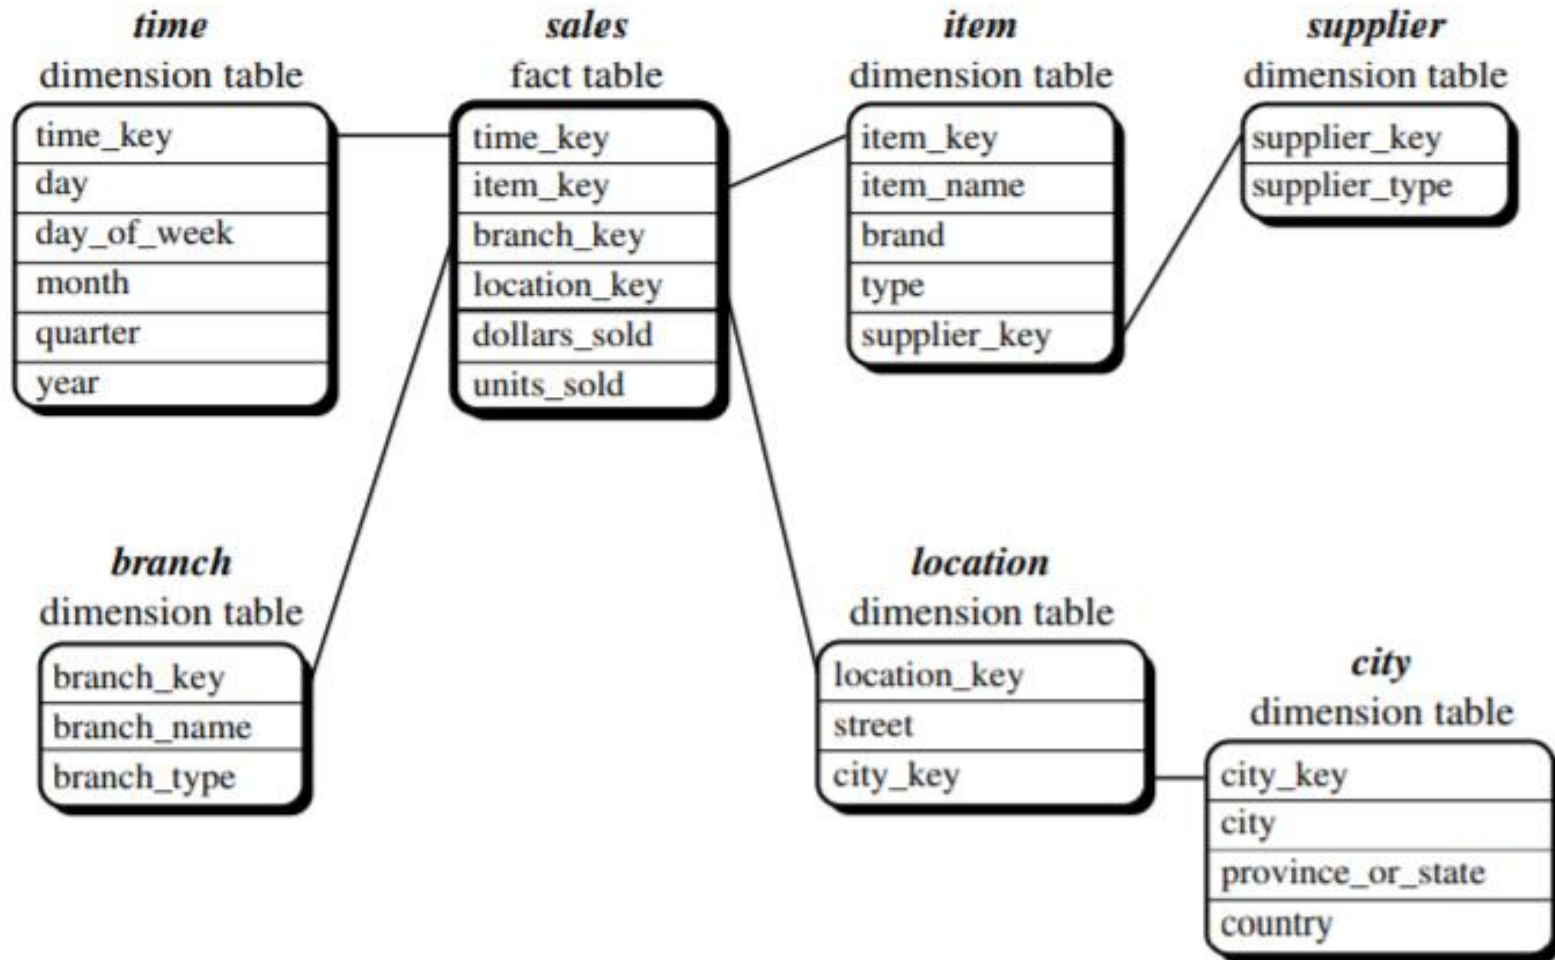 time
dimension table
time_key
day
day_of_week
month
quarter
year
sales
fact table
time_key
item_key
branch_key
location_key
dollars_sold
units_sold
item
dimension table
item_key
item_name
brand
type
supplier_key
supplier
dimension table
supplier_key
supplier_type
branch
dimension table
branch_key
branch_name
branch_type
location
dimension table
location_key
street
city_key
city
dimension table
city_key
city
province_or_state
country